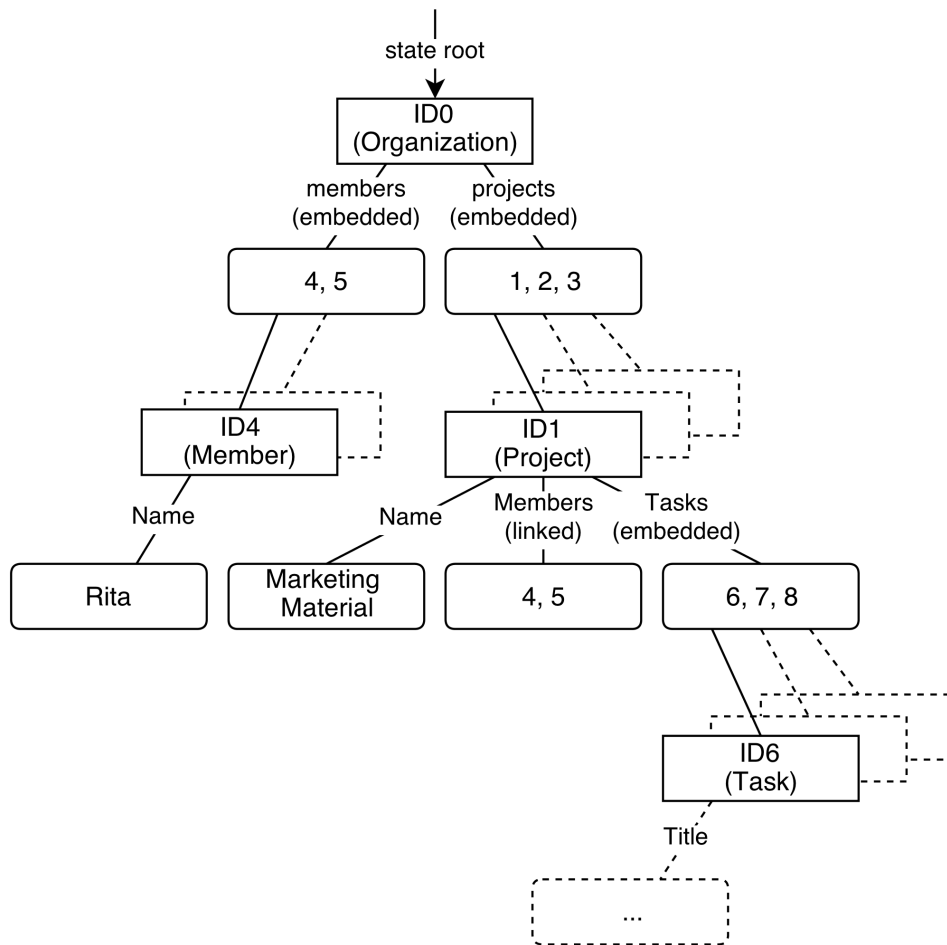 state root
ID0
(Organization)
members
(embedded)
projects
(embedded)
4, 5
1, 2, 3
ID4
(Member)
ID1
(Project)
Name
Name
Members
(linked)
Tasks
(embedded)
Rita
Marketing
Material
4, 5
6, 7, 8
ID6
(Task)
Title
...